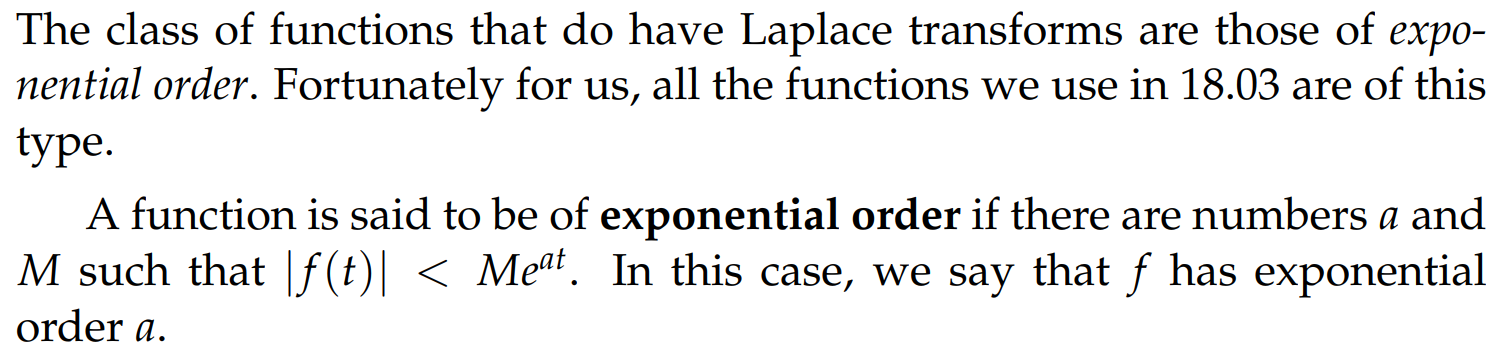 The class of functions that do have Laplace transforms are those of expo-
nential order. Fortunately for us, all the functions we use in 18.03 are of this
type.
A function is said to be of exponential order if there are numbers a and
M such that |f(t)| < Me^{at}. In this case, we say that f has exponential
order a.